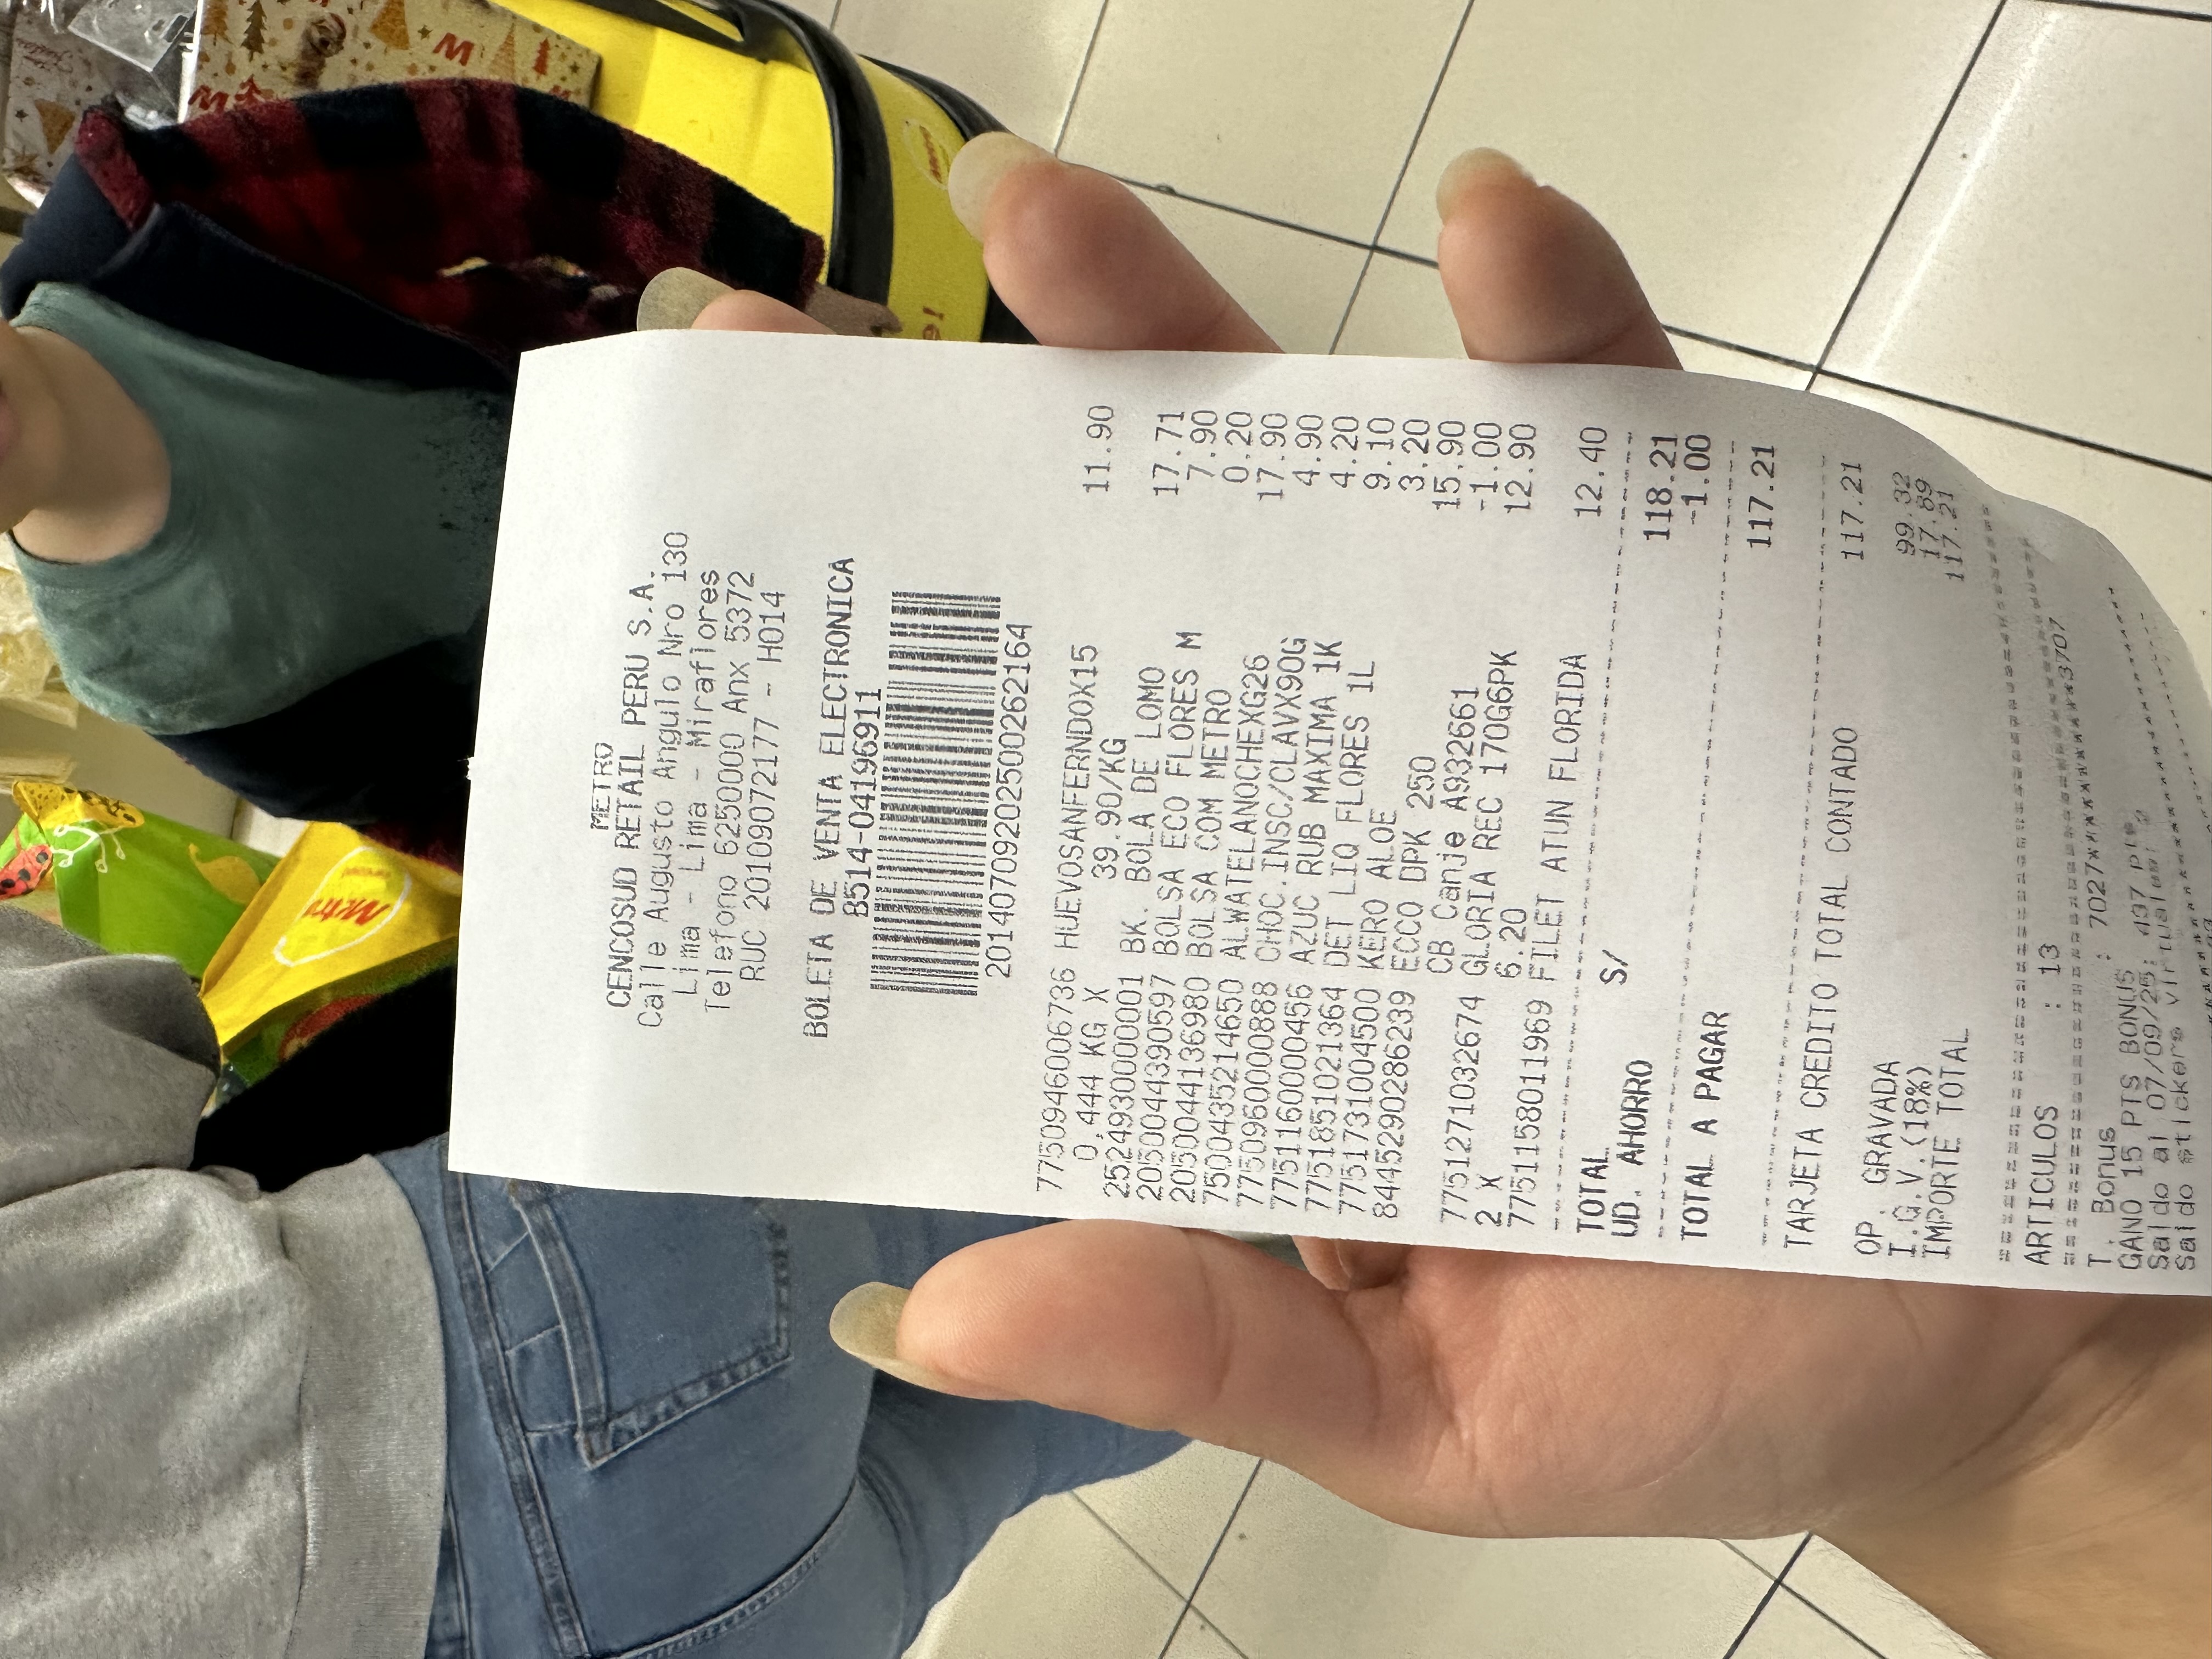 Metro
METRO
CENCOSUD RETAIL PERU S.A.
Calle Augusto Angulo Nro 130
Lima - Lima - Miraflores
Telefono 6250000 Anx 5372
RUC 20109072177 - H014
BOLETA DE VENTA ELECTRONICA
B514-04196911
20140709202500262164
7750946006736 HUEVOSANFERNDOX15 11.90
0.444 KG X 39.90/KG
2524930000001 BK. BOLA DE LOMO 17.71
2050044390597 BOLSA ECO FLORES M 7.90
2050044136980 BOLSA COM METRO 0.20
7500435214650 ALWATELANOCHEXG26 17.90
7750960000888 CHOC.INSC/CLAVX90G 4.90
7751160000456 AZUC RUB MAXIMA 1K 4.20
7751851021364 DET LIQ FLORES 1L 9.10
7751731004500 KERO ALOE 3.20
8445290286239 ECCO DPK 250 15.90
CB Canje A932661 -1.00
7751271032674 GLORIA REC 170G6PK 12.90
2 X 6.20
7751158011969 FILET ATUN FLORIDA 12.40
TOTAL S/ 118.21
UD. AHORRO -1.00
TOTAL A PAGAR 117.21
TARJETA CREDITO TOTAL CONTADO 117.21
OP. GRAVADA 99.32
I.G.V.(18%) 17.89
IMPORTE TOTAL 117.21
ARTICULOS : 13
T. Bonus : 7027************3707
GANO 15 PTS BONUS
Saldo al 07/09/25: 437 pts
Saldo stickers virtuales:
e!
Metro